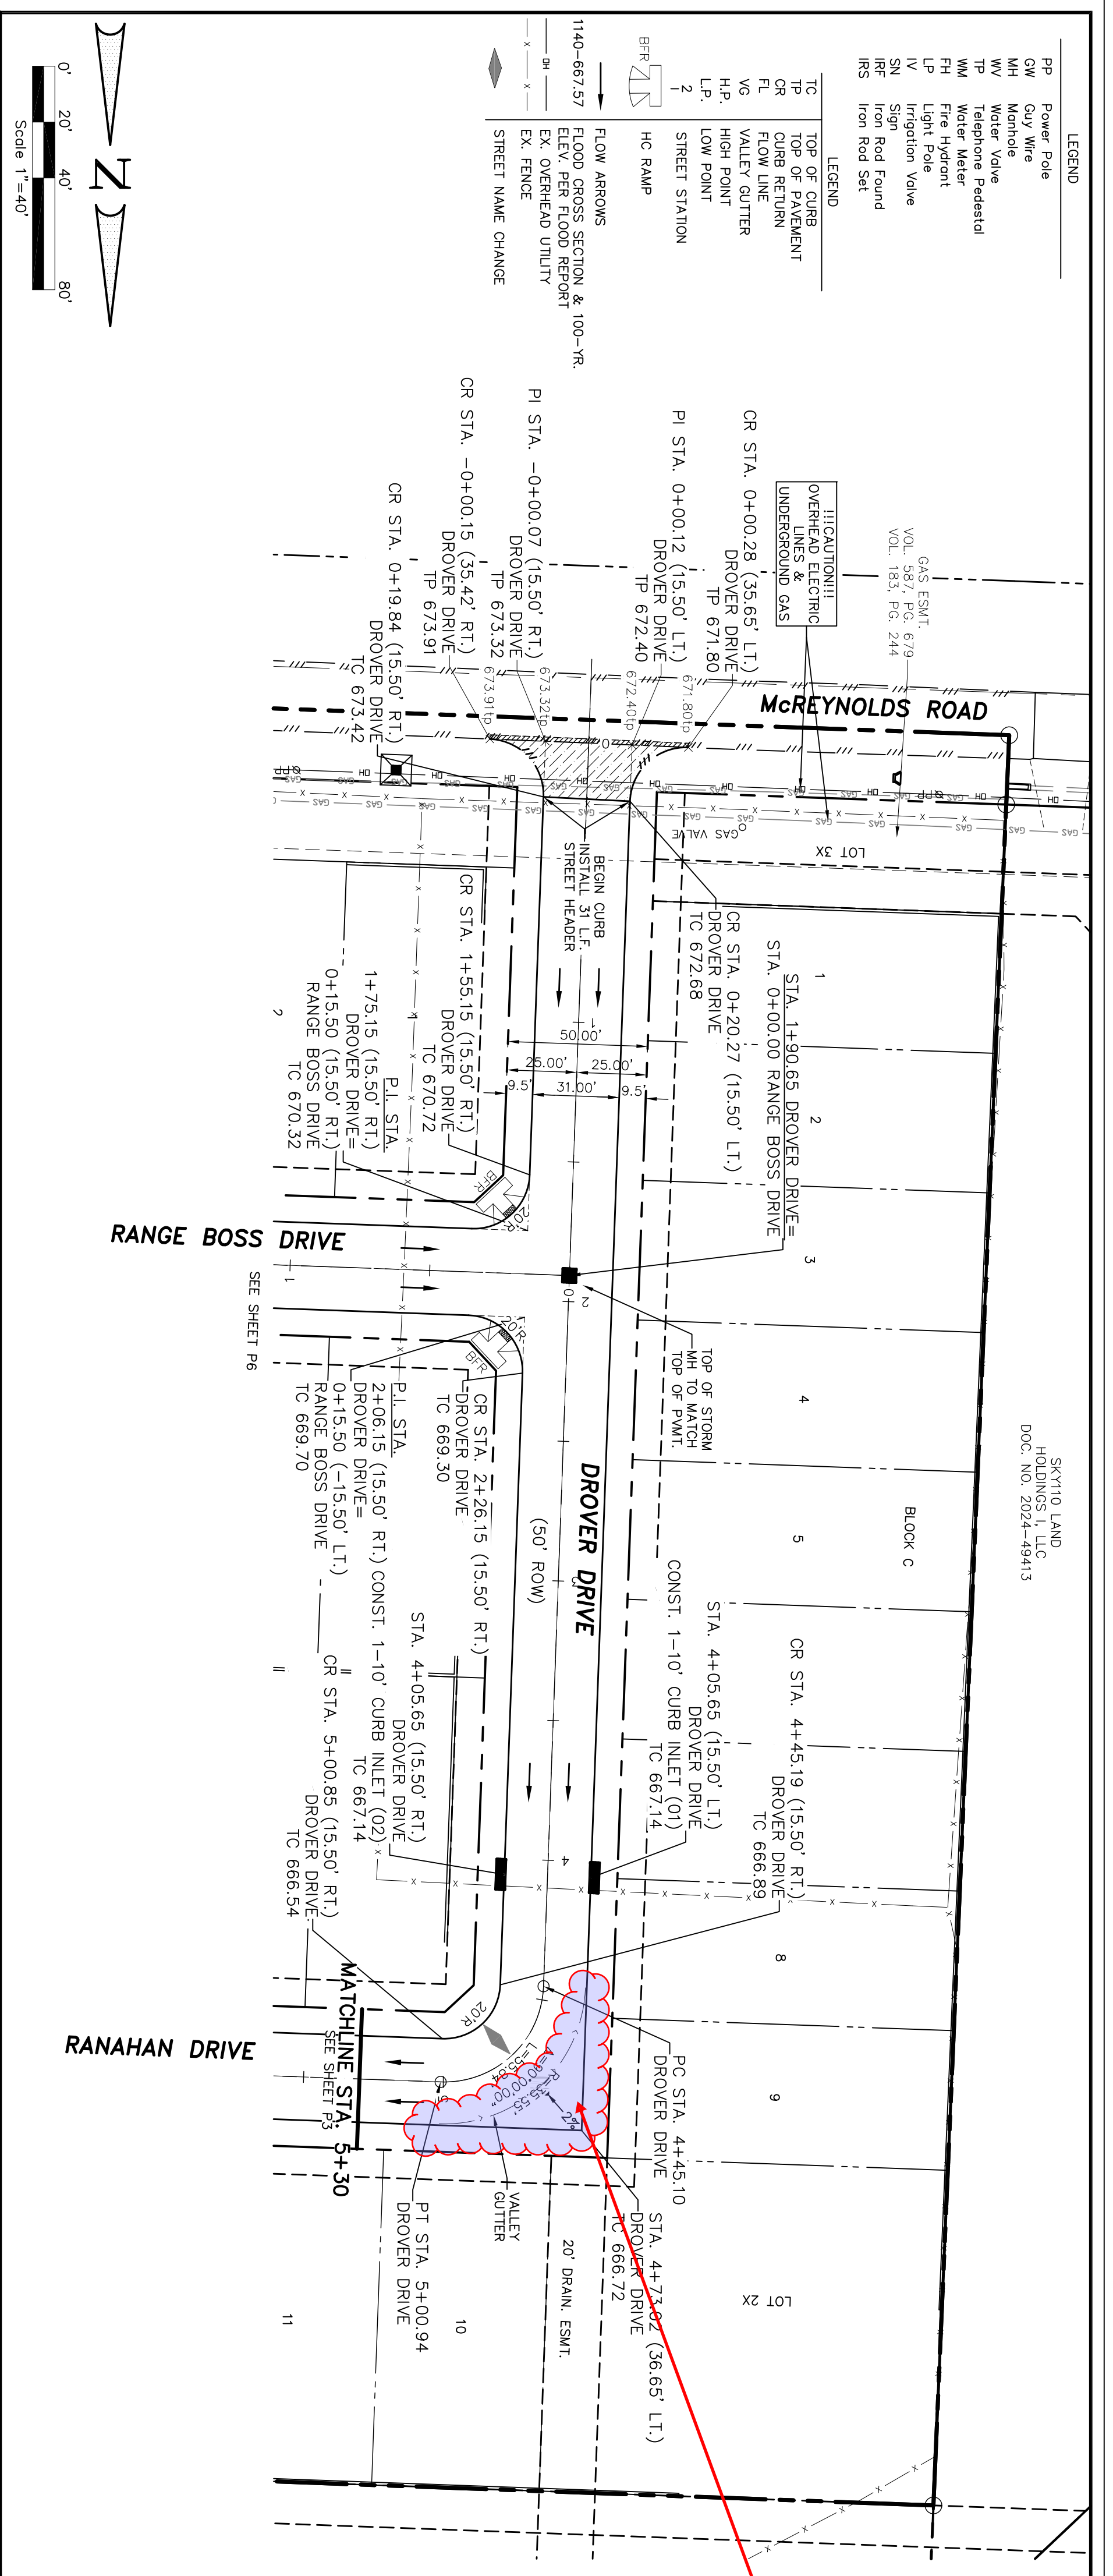 LEGEND
PP Power Pole
GW Guy Wire
MH Manhole
WV Water Valve
TP Telephone Pedestal
WM Water Meter
FH Fire Hydrant
LP Light Pole
IV Irrigation Valve
SN Sign
IRF Iron Rod Found
IRS Iron Rod Set
LEGEND
TC TOP OF CURB
TP TOP OF PAVEMENT
CR CURB RETURN
FL FLOW LINE
VG VALLEY GUTTER
H.P. HIGH POINT
L.P. LOW POINT
2 STREET STATION
BFR HC RAMP
FLOW ARROWS
1140-667.57 FLOOD CROSS SECTION & 100-YR.
ELEV. PER FLOOD REPORT
OH EX. OVERHEAD UTILITY
X X EX. FENCE
STREET NAME CHANGE
N
0' 20' 40' 80'
Scale 1"=40'
GAS ESMT.
VOL. 587, PG. 679
VOL. 183, PG. 244
!!!CAUTION!!!
OVERHEAD ELECTRIC
LINES &
UNDERGROUND GAS
CR STA. 0+00.28 (35.65' LT.)
DROVER DRIVE
TP 671.80
PI STA. 0+00.12 (15.50' LT.)
DROVER DRIVE
TP 672.40
PI STA. -0+00.07 (15.50' RT.)
DROVER DRIVE
TP 673.32
CR STA. -0+00.15 (35.42' RT.)
DROVER DRIVE
TP 673.91
CR STA. 0+19.84 (15.50' RT.)
DROVER DRIVE
TC 673.42
671.80tp
672.40tp
673.32tp
673.91tp
McREYNOLDS ROAD
GAS VALVE
LOT 3X
BEGIN CURB
INSTALL 31 L.F.
STREET HEADER
CR STA. 0+20.27 (15.50' LT.)
DROVER DRIVE
TC 672.68
STA. 1+90.65 DROVER DRIVE=
STA. 0+00.00 RANGE BOSS DRIVE
CR STA. 1+55.15 (15.50' RT.)
DROVER DRIVE
TC 670.72
P.I. STA.
1+75.15 (15.50' RT.)
DROVER DRIVE=
0+15.50 (15.50' RT.)
RANGE BOSS DRIVE
TC 670.32
50.00'
25.00' 25.00'
9.5' 31.00' 9.5'
1
2
3
4
5
8
9
10
11
BLOCK C
SKY110 LAND
HOLDINGS I, LLC
DOC. NO. 2024-49413
RANGE BOSS DRIVE
SEE SHEET P6
BFR
20'R
20'R
BFR
TOP OF STORM
MH TO MATCH
TOP OF PVMT.
CR STA. 2+26.15 (15.50' RT.)
DROVER DRIVE
TC 669.30
P.I. STA.
2+06.15 (15.50' RT.)
DROVER DRIVE=
0+15.50 (-15.50' LT.)
RANGE BOSS DRIVE
TC 669.70
DROVER DRIVE
(50' ROW)
STA. 4+05.65 (15.50' LT.)
DROVER DRIVE
CONST. 1-10' CURB INLET (01)
TC 667.14
STA. 4+05.65 (15.50' RT.)
DROVER DRIVE
CONST. 1-10' CURB INLET (02)
TC 667.14
CR STA. 4+45.19 (15.50' RT.)
DROVER DRIVE
TC 666.89
CR STA. 5+00.85 (15.50' RT.)
DROVER DRIVE
TC 666.54
RANAHAN DRIVE
MATCHLINE STA. 5+30
SEE SHEET P3
20'R
L=55.84'
90°00'00"
R=35.55'
2%
PC STA. 4+45.10
DROVER DRIVE
STA. 4+73.02 (36.65' LT.)
DROVER DRIVE
TC 666.72
VALLEY
GUTTER
PT STA. 5+00.94
DROVER DRIVE
20' DRAIN. ESMT.
LOT 2X